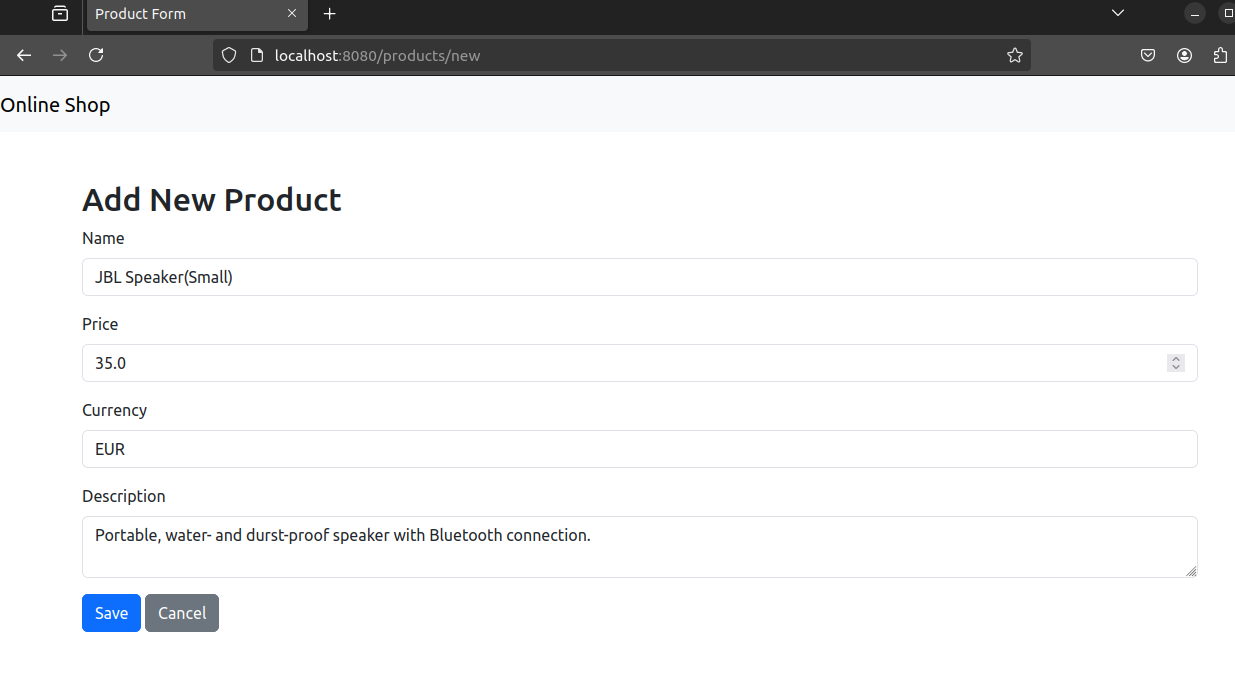 Product Form
localhost:8080/products/new
Online Shop
Add New Product
Name
JBL Speaker(Small)
Price
35.0
Currency
EUR
Description
Portable, water- and durst-proof speaker with Bluetooth connection.
Save Cancel